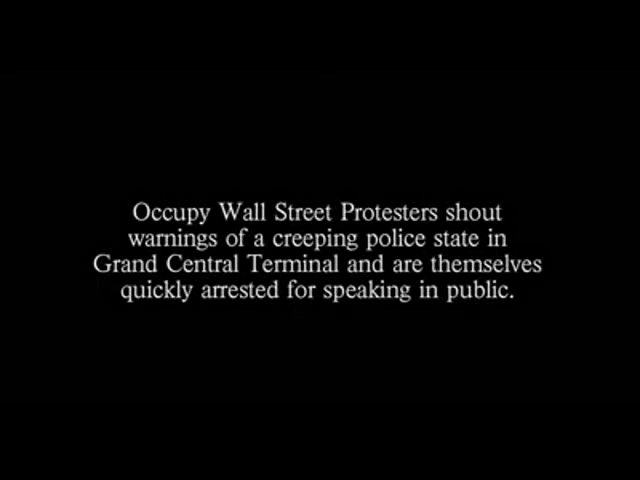 Occupy Wall Street Protesters shout
warnings of a creeping police state in
Grand Central Terminal and are themselves
quickly arrested for speaking in public.